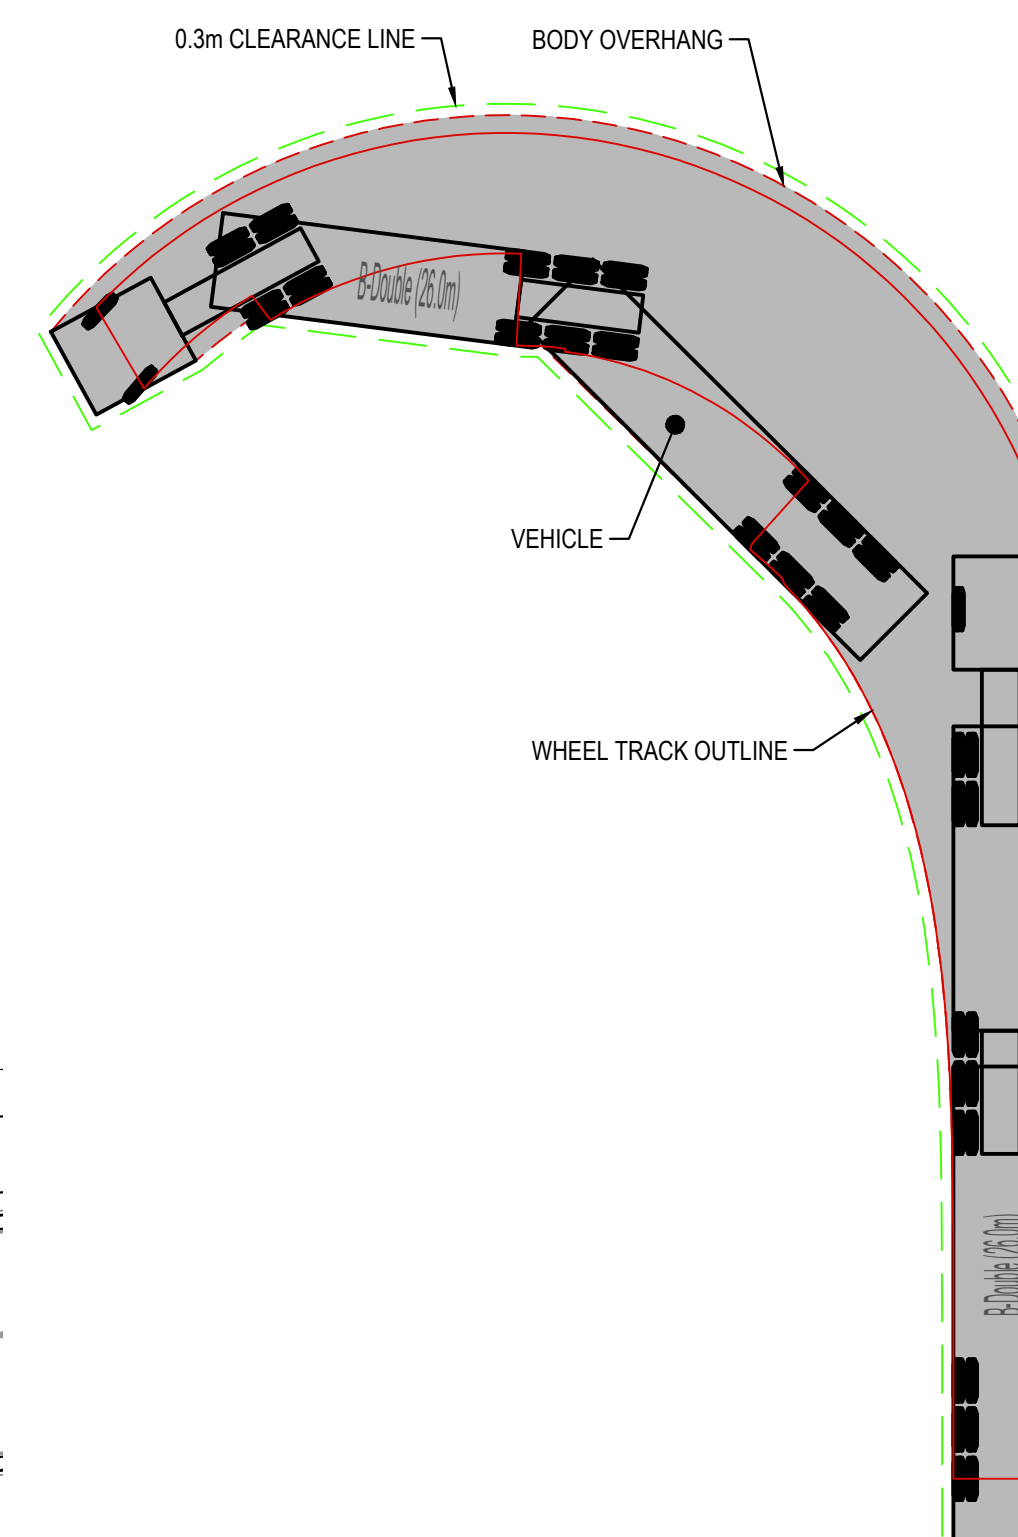 0.3m CLEARANCE LINE
BODY OVERHANG
B-Double (26.0m)
VEHICLE
WHEEL TRACK OUTLINE
B-Double (26.0m)